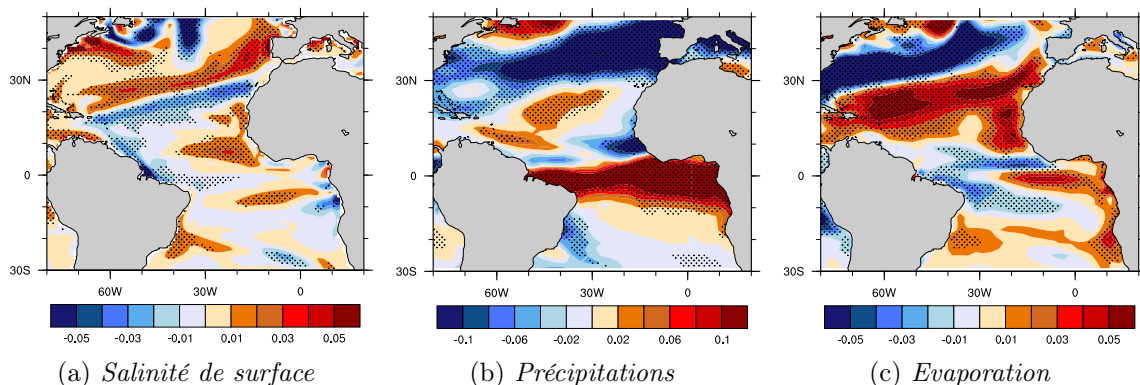 30N
0
30S
60W 30W 0
-0.05 -0.03 -0.01 0.01 0.03 0.05
(a) Salinité de surface
30N
0
30S
60W 30W 0
-0.1 -0.06 -0.02 0.02 0.06 0.1
(b) Précipitations
30N
0
30S
60W 30W 0
-0.05 -0.03 -0.01 0.01 0.03 0.05
(c) Evaporation